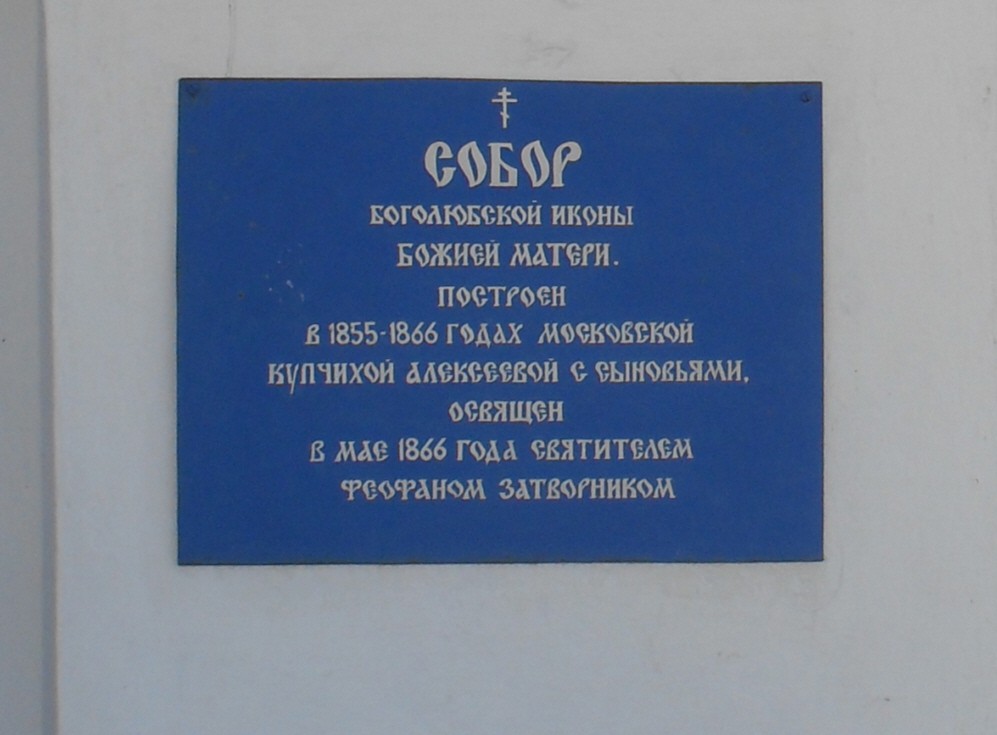 СОБОР
БОГОЛЮБСКОЙ ИКОНЫ
БОЖИЕЙ МАТЕРИ.
ПОСТРОЕН
В 1855-1866 ГОДАХ МОСКОВСКОЙ
КУПЧИХОЙ АЛЕКСЕЕВОЙ С СЫНОВЬЯМИ,
ОСВЯЩЕН
В МАЕ 1866 ГОДА СВЯТИТЕЛЕМ
ФЕОФАНОМ ЗАТВОРНИКОМ